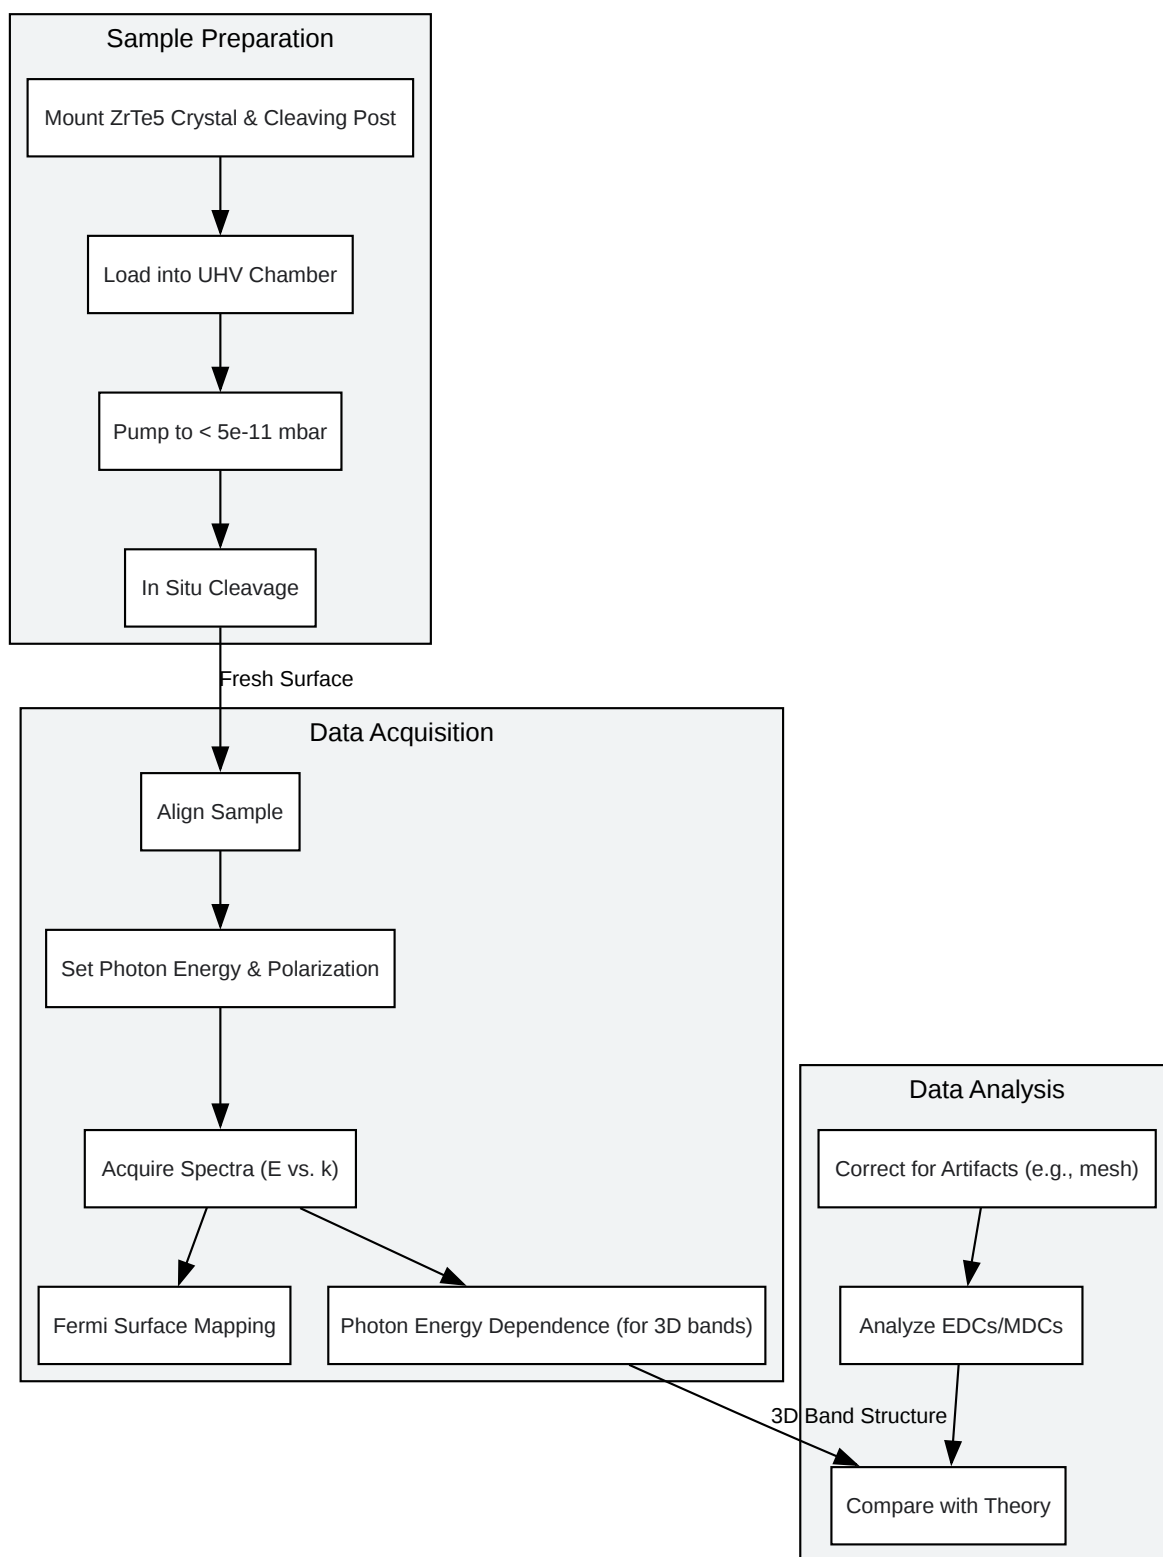 Sample Preparation
Mount ZrTe5 Crystal & Cleaving Post
Load into UHV Chamber
Pump to < 5e-11 mbar
In Situ Cleavage
Fresh Surface
Data Acquisition
Align Sample
Set Photon Energy & Polarization
Acquire Spectra (E vs. k)
Fermi Surface Mapping
Photon Energy Dependence (for 3D bands)
Data Analysis
Correct for Artifacts (e.g., mesh)
Analyze EDCs/MDCs
3D Band Structure
Compare with Theory